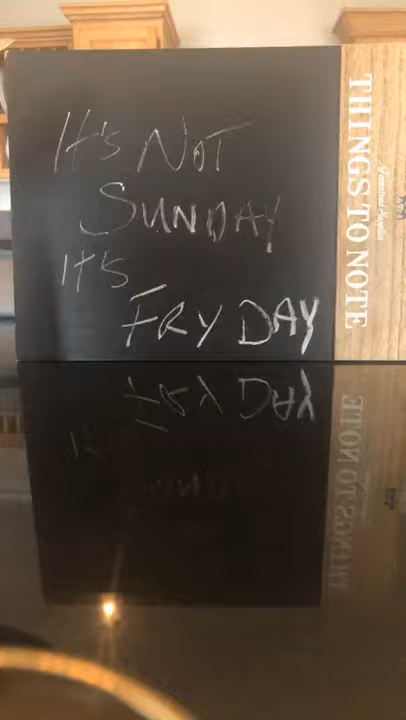 It's NOT
SUNDAY
It's
FRY DAY
THINGS TO NOTE